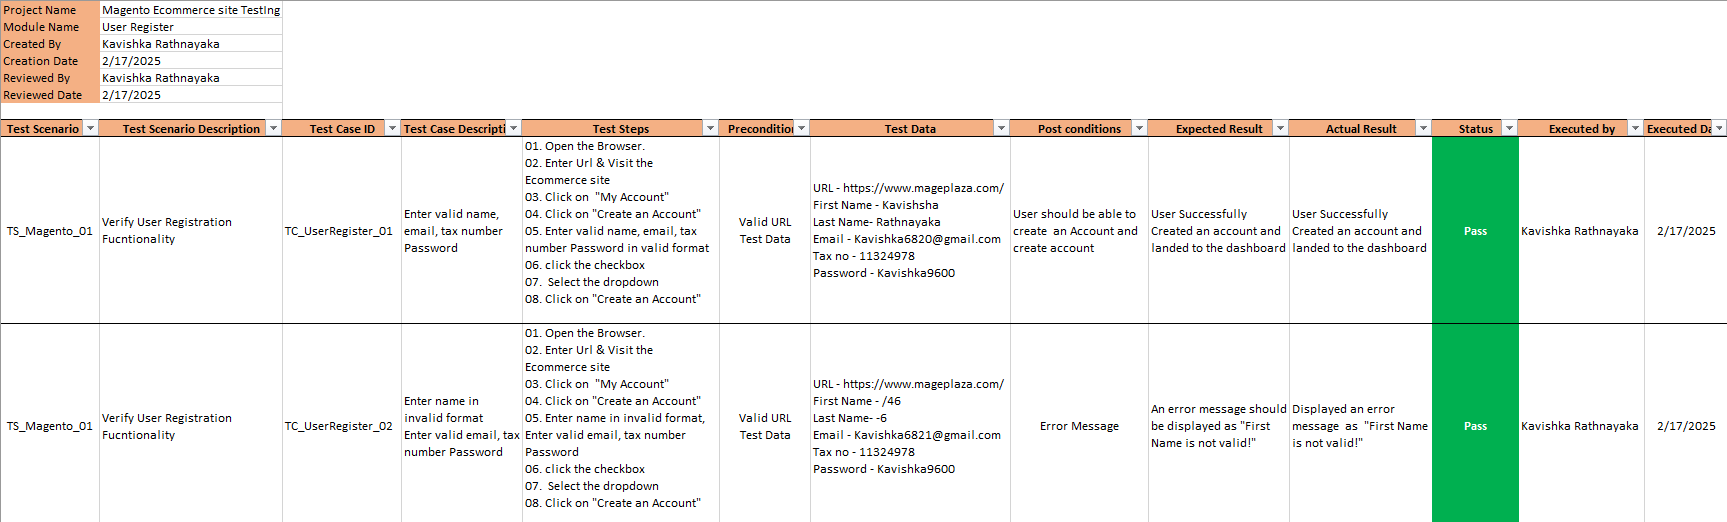 Project Name
Magento Ecommerce site Testing
Module Name
User Register
Created By
Kavishka Rathnayaka
Creation Date
2/17/2025
Reviewed By
Kavishka Rathnayaka
Reviewed Date
2/17/2025
Test Scenario
Test Scenario Description
Test Case ID
Test Case Descripti
Test Steps
Precondition
Test Data
Post conditions
Expected Result
Actual Result
Status
Executed by
Executed Da
TS_Magento_01
Verify User Registration
Fucntionality
TC_UserRegister_01
Enter valid name,
email, tax number
Password
01. Open the Browser.
02. Enter Url & Visit the
Ecommerce site
03. Click on  "My Account"
04. Click on "Create an Account"
05. Enter valid name, email, tax
number Password in valid format
06. click the checkbox
07.  Select the dropdown
08. Click on "Create an Account"
Valid URL
Test Data
URL - https://www.mageplaza.com/
First Name - Kavishsha
Last Name- Rathnayaka
Email - Kavishka6820@gmail.com
Tax no - 11324978
Password - Kavishka9600
User should be able to
create  an Account and
create account
User Successfully
Created an account and
landed to the dashboard
User Successfully
Created an account and
landed to the dashboard
Pass
Kavishka Rathnayaka
2/17/2025
TS_Magento_01
Verify User Registration
Fucntionality
TC_UserRegister_02
Enter name in
invalid format
Enter valid email, tax
number Password
01. Open the Browser.
02. Enter Url & Visit the
Ecommerce site
03. Click on  "My Account"
04. Click on "Create an Account"
05. Enter name in invalid format,
Enter valid email, tax number
Password
06. click the checkbox
07.  Select the dropdown
08. Click on "Create an Account"
Valid URL
Test Data
URL - https://www.mageplaza.com/
First Name - /46
Last Name- -6
Email - Kavishka6821@gmail.com
Tax no - 11324978
Password - Kavishka9600
Error Message
An error message should
be displayed as "First
Name is not valid!"
Displayed an error
message  as  "First Name
is not valid!"
Pass
Kavishka Rathnayaka
2/17/2025